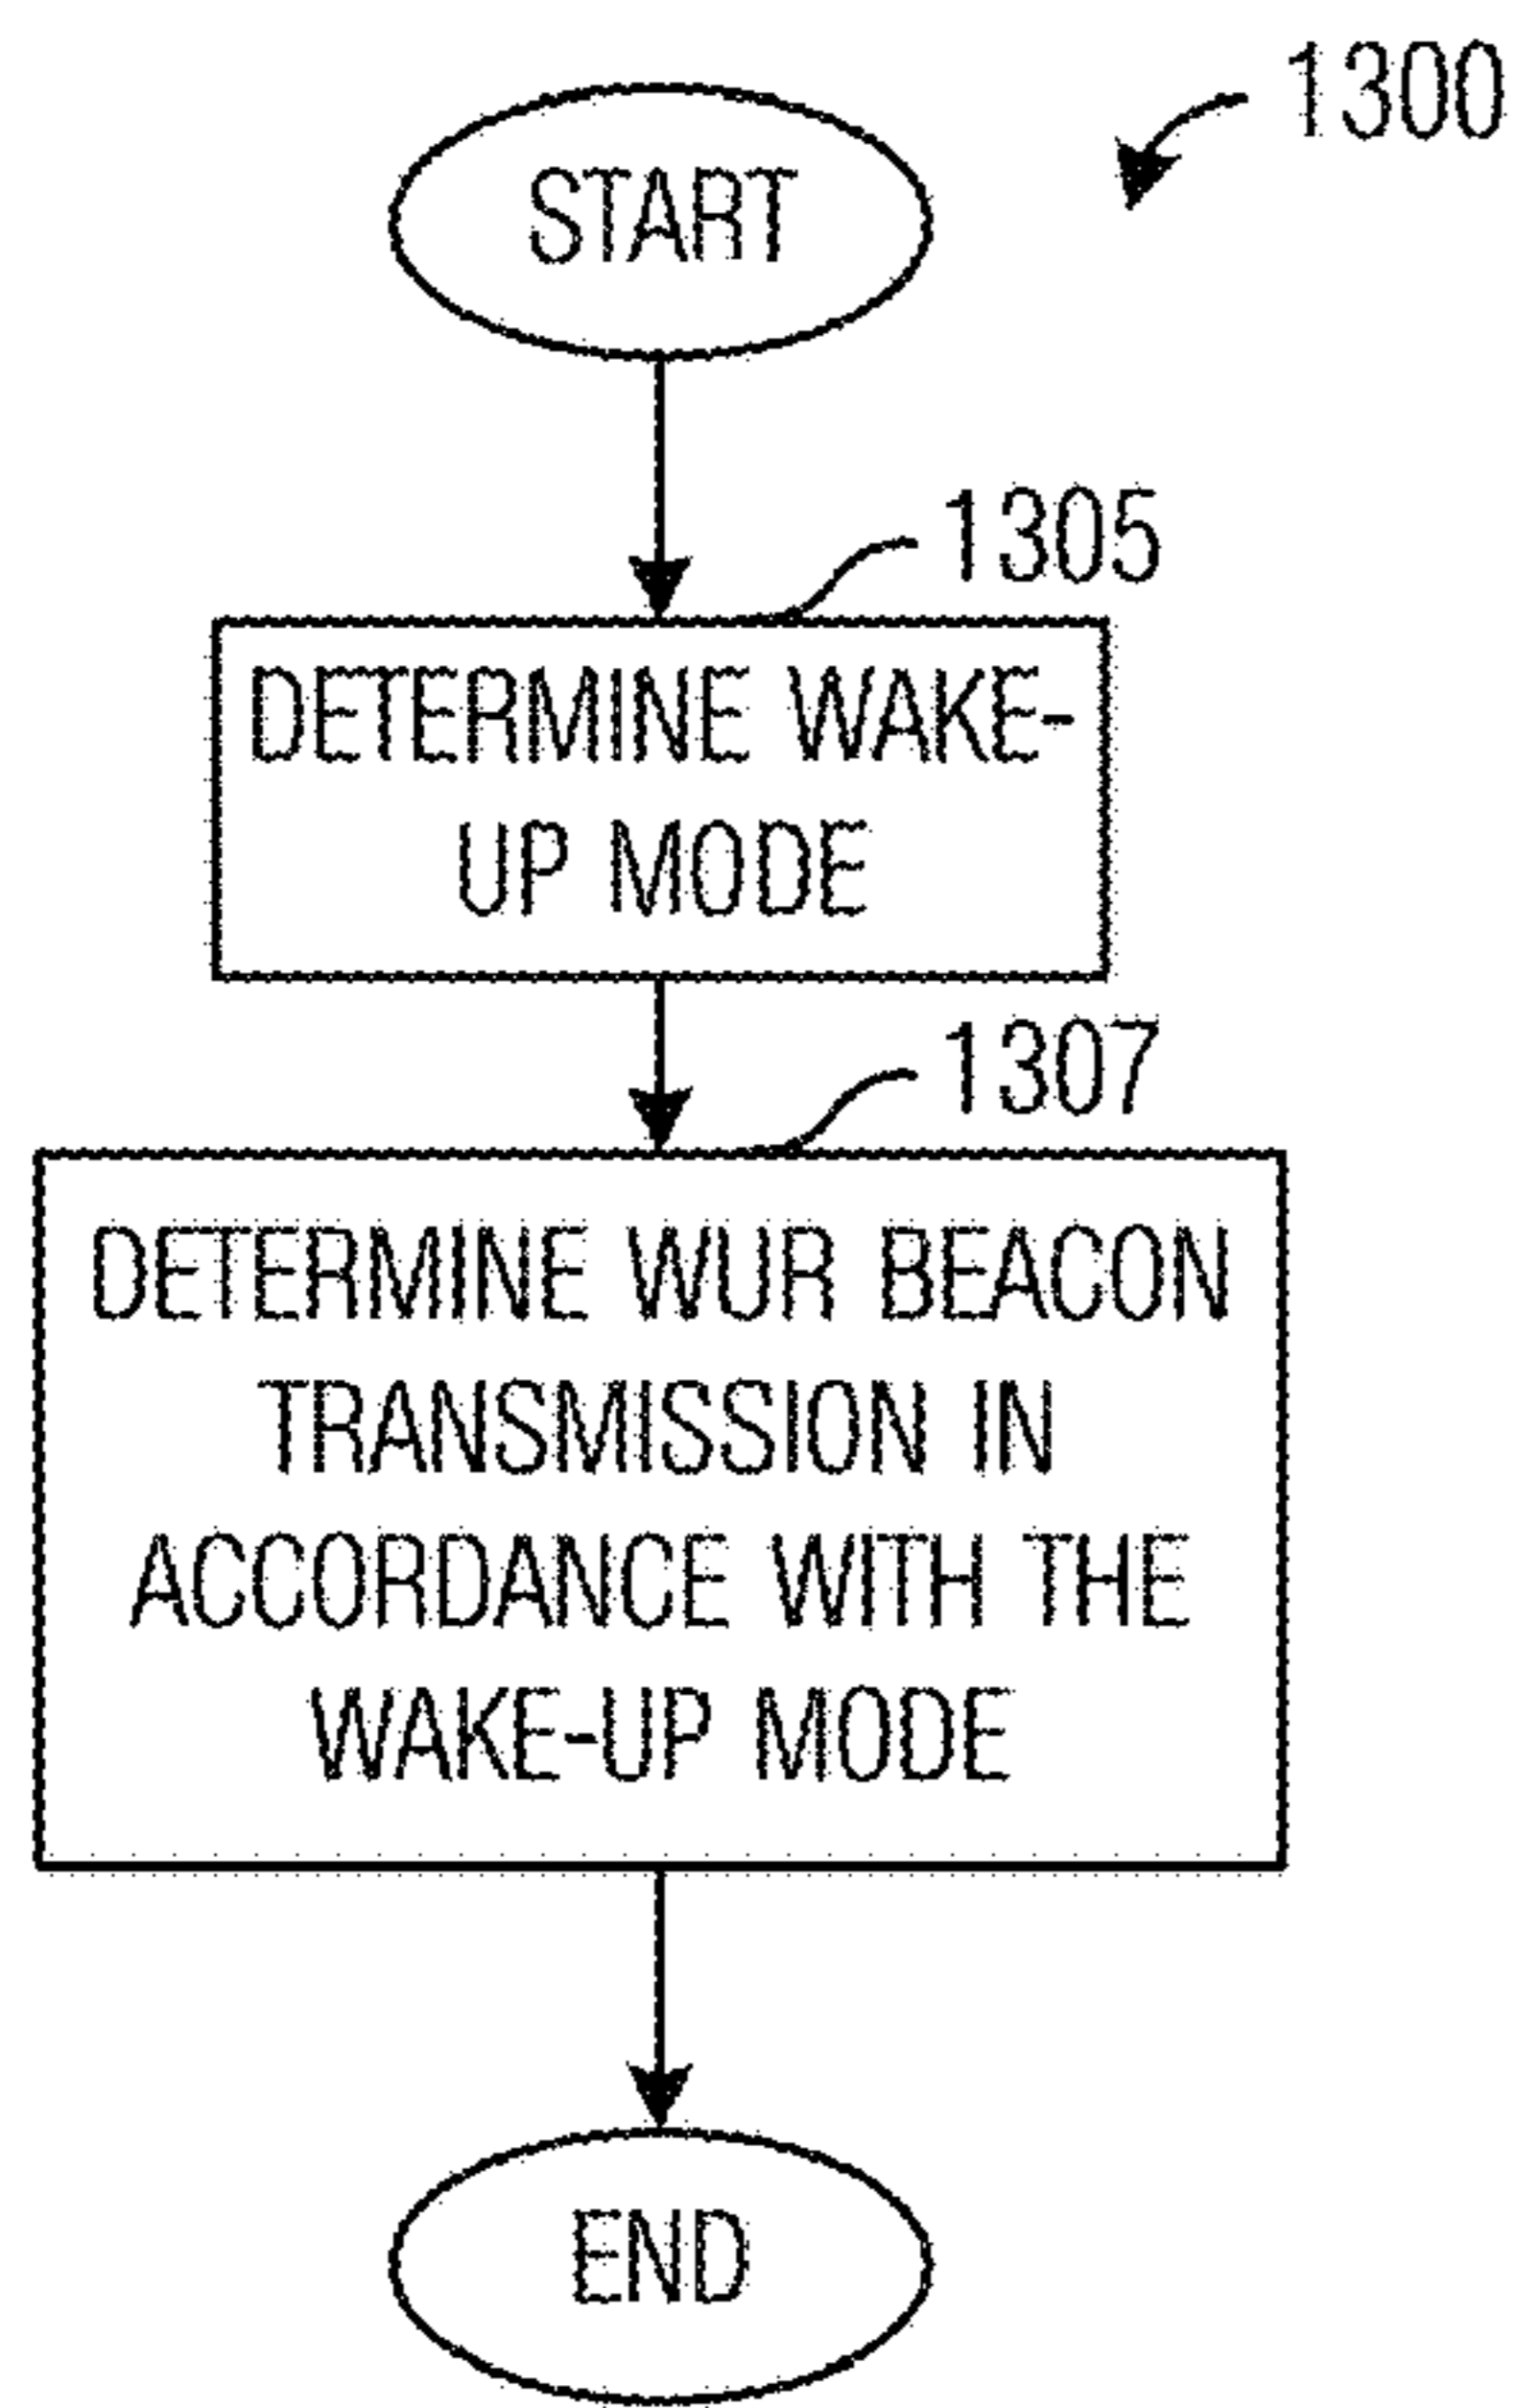 1300
START
1305
DETERMINE WAKE-
UP MODE
1307
DETERMINE WUR BEACON
TRANSMISSION IN
ACCORDANCE WITH THE
WAKE-UP MODE
END